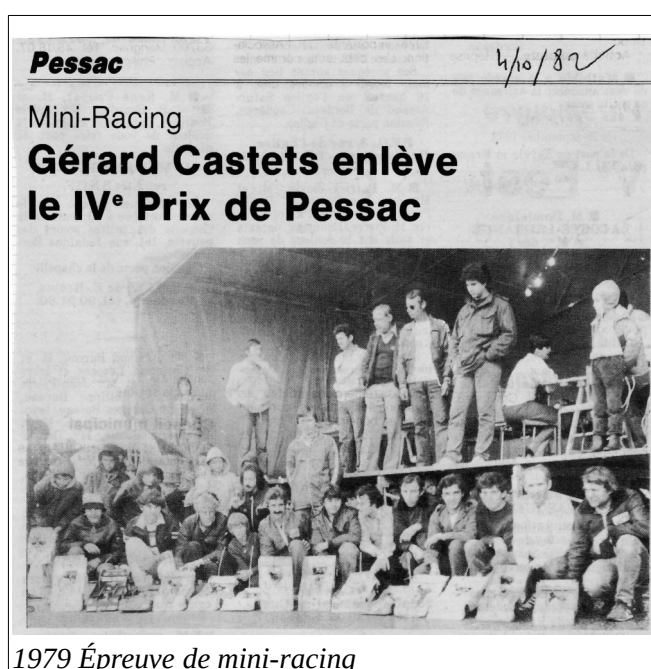 Pessac
4/10/82
Mini-Racing
Gérard Castets enlève
le IVᵉ Prix de Pessac
1979 Épreuve de mini-racing